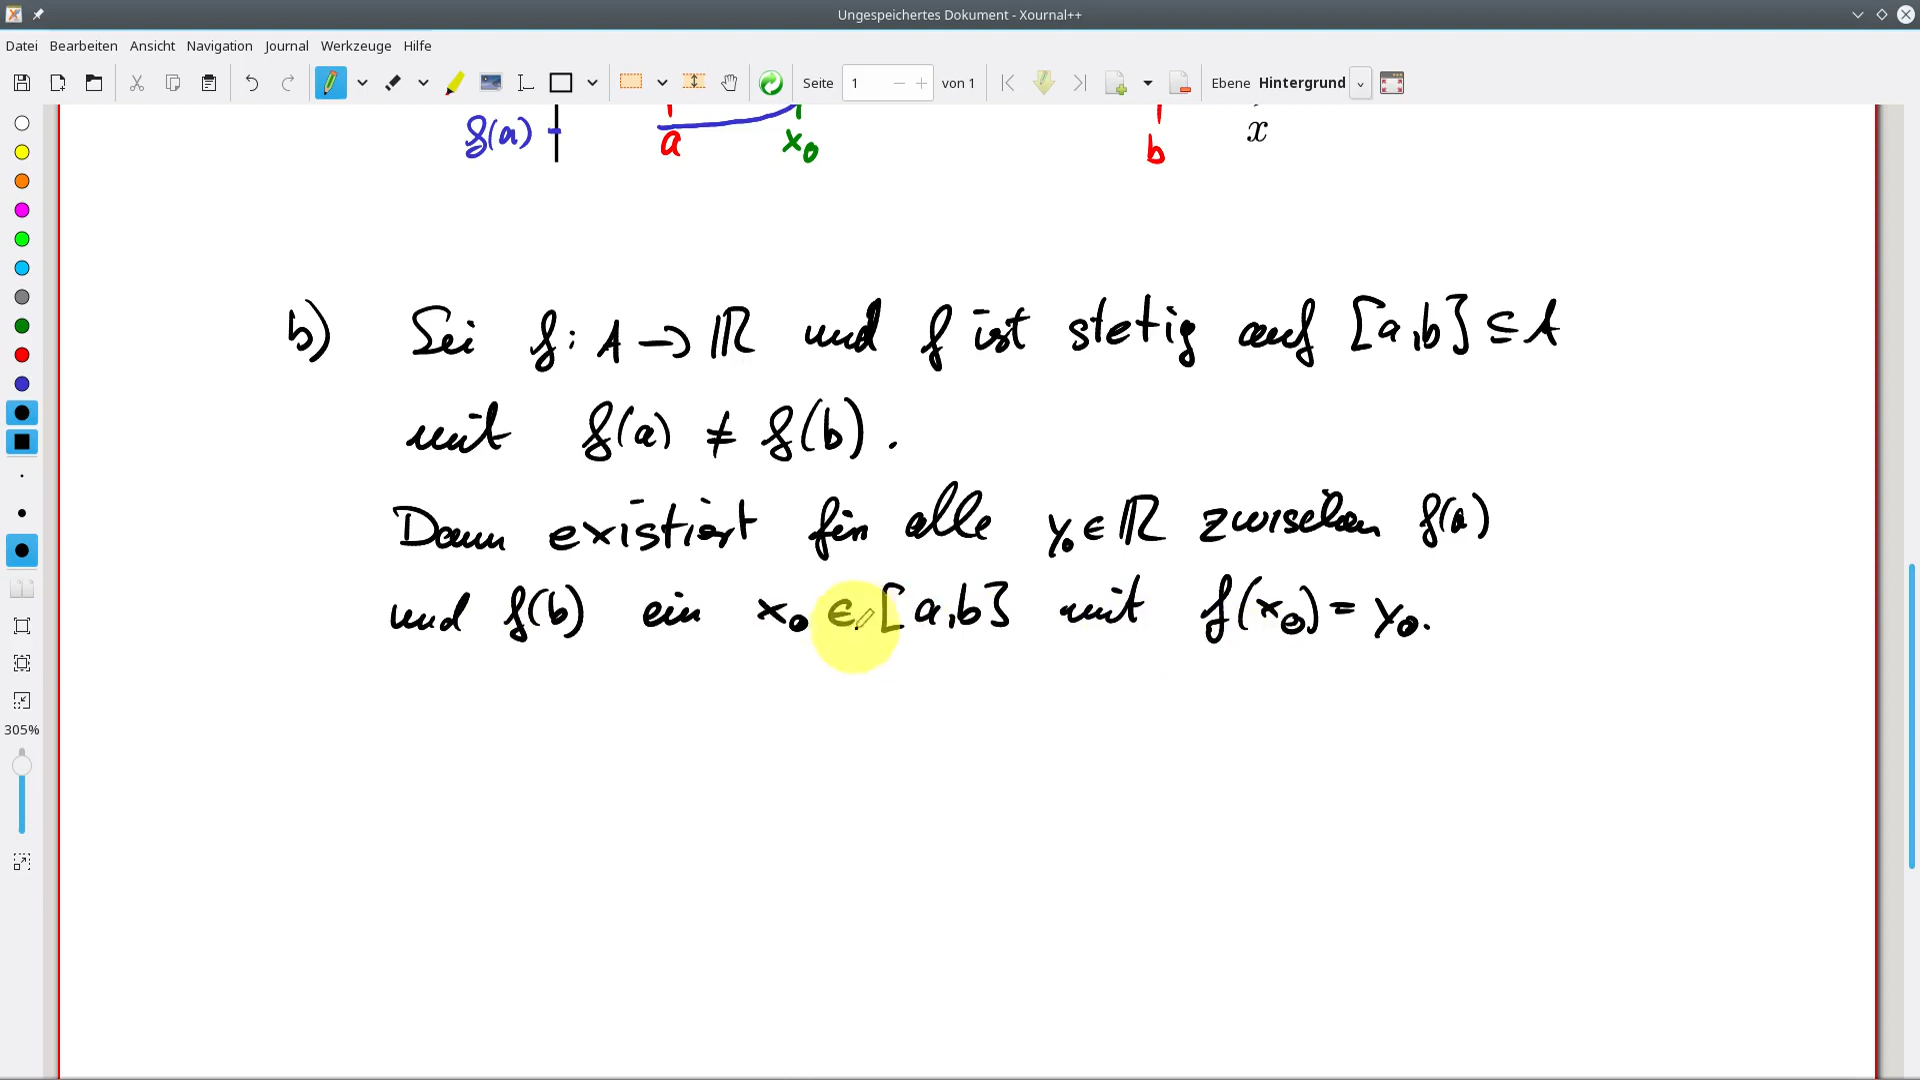 Ungespeichertes Dokument - Xournal++
Datei Bearbeiten Ansicht Navigation Journal Werkzeuge Hilfe
Seite 1 von 1 Ebene Hintergrund
f(a) a x₀ b x
b) Sei f: A → ℝ und f ist stetig auf [a,b] ⊆ A
mit f(a) ≠ f(b).
Dann existiert für alle y₀ ∈ ℝ zwischen f(a)
und f(b) ein x₀ ∈ [a,b] mit f(x₀) = y₀.
305%